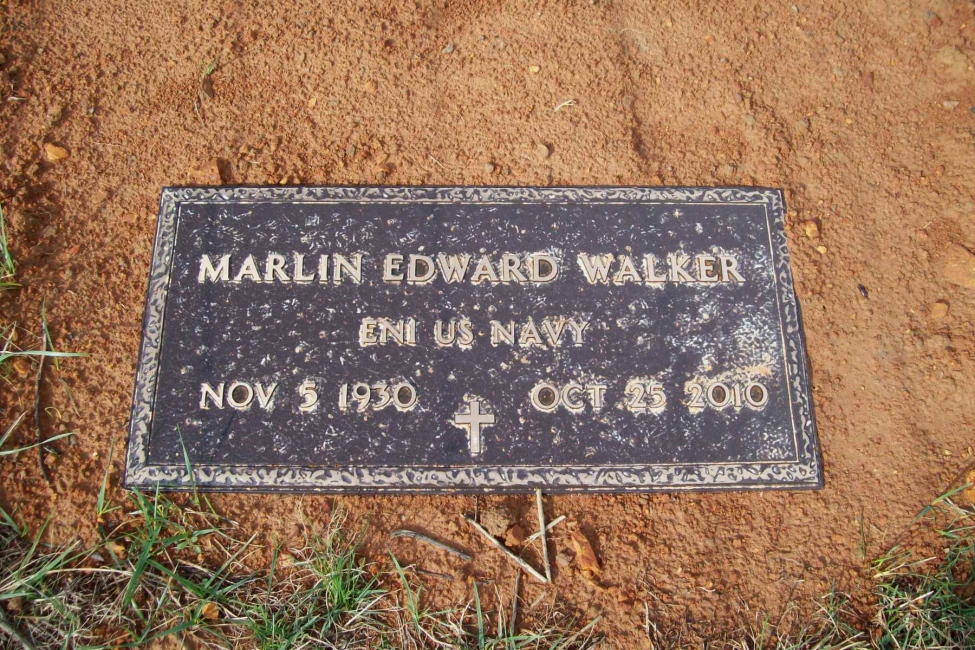 MARLIN EDWARD WALKER
EN1 US NAVY
NOV 5 1930 OCT 25 2010